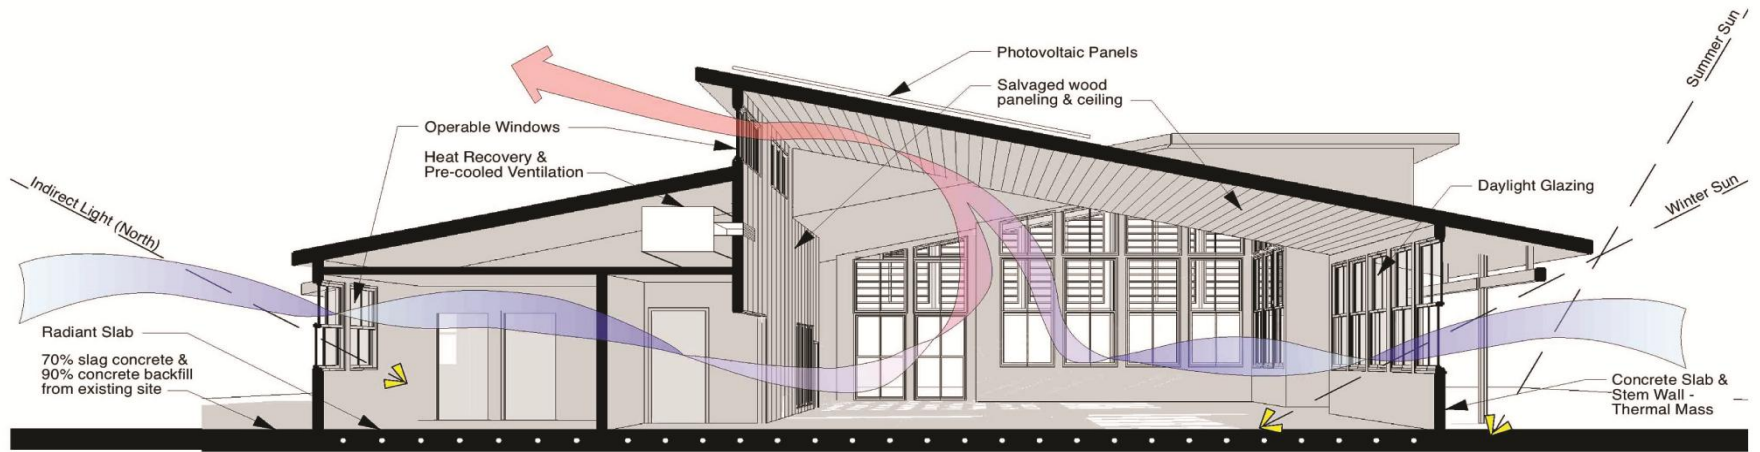 Photovoltaic Panels
Salvaged wood
paneling & ceiling
Summer Sun
Operable Windows
Heat Recovery &
Pre-cooled Ventilation
Indirect Light (North)
Daylight Glazing
Winter Sun
Radiant Slab
70% slag concrete &
90% concrete backfill
from existing site
Concrete Slab &
Stem Wall -
Thermal Mass